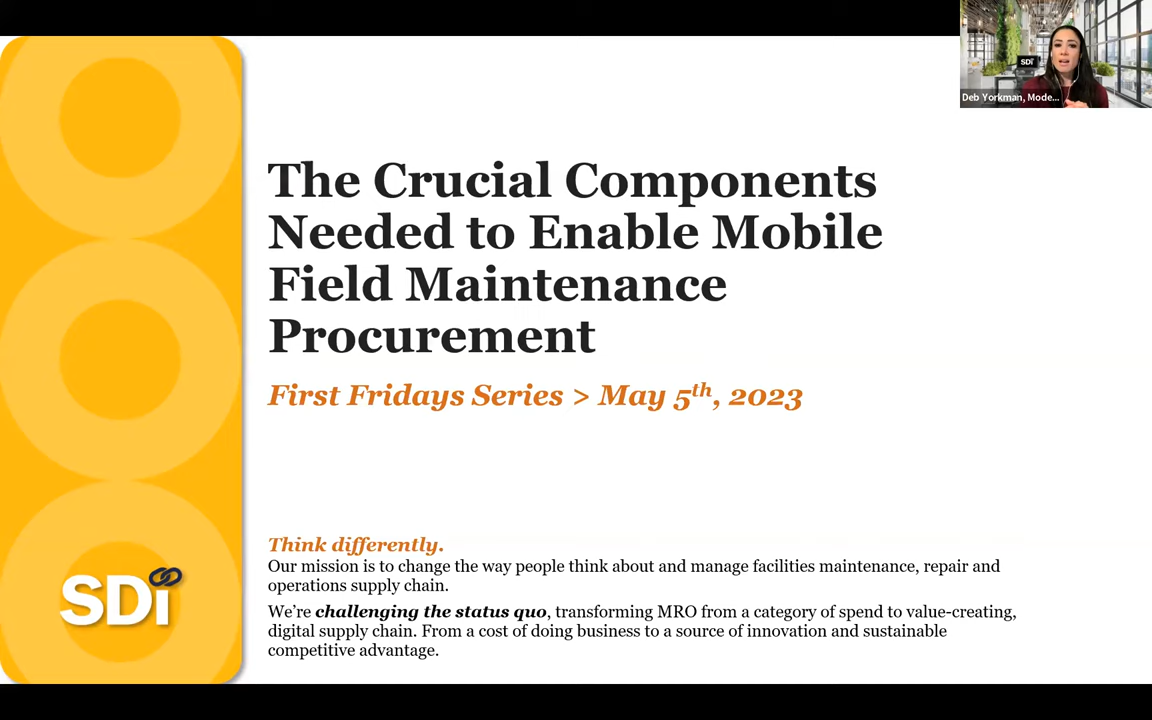 SDi
Deb Yorkman, Mode...
The Crucial Components
Needed to Enable Mobile
Field Maintenance
Procurement
First Fridays Series > May 5th, 2023
Think differently.
Our mission is to change the way people think about and manage facilities maintenance, repair and
operations supply chain.
We’re challenging the status quo, transforming MRO from a category of spend to value-creating,
digital supply chain. From a cost of doing business to a source of innovation and sustainable
competitive advantage.
SDi